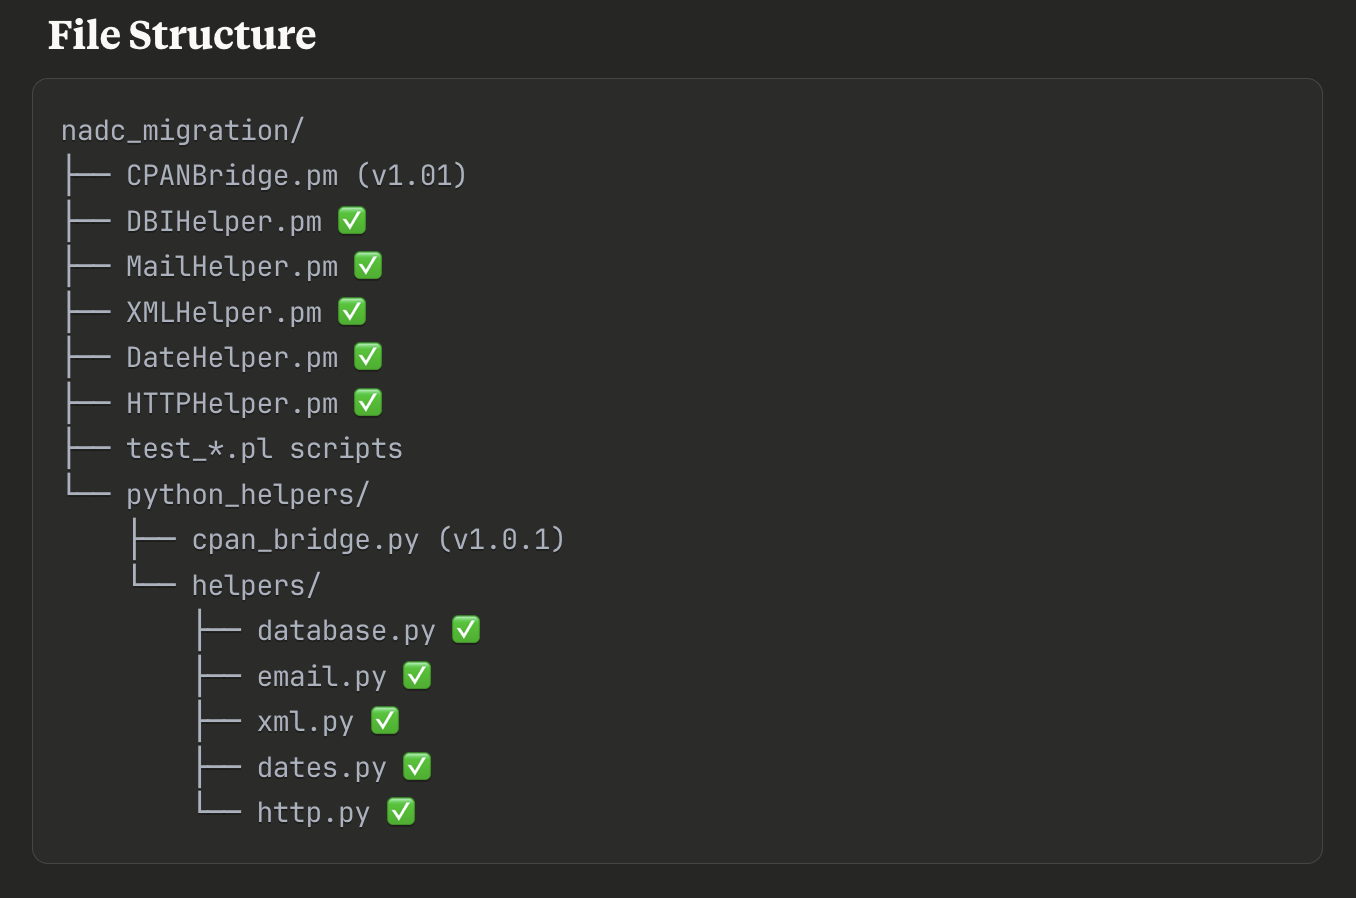 File Structure
nadc_migration/
├── CPANBridge.pm (v1.01)
├── DBIHelper.pm ✅
├── MailHelper.pm ✅
├── XMLHelper.pm ✅
├── DateHelper.pm ✅
├── HTTPHelper.pm ✅
├── test_*.pl scripts
└── python_helpers/
    ├── cpan_bridge.py (v1.0.1)
    └── helpers/
        ├── database.py ✅
        ├── email.py ✅
        ├── xml.py ✅
        ├── dates.py ✅
        └── http.py ✅